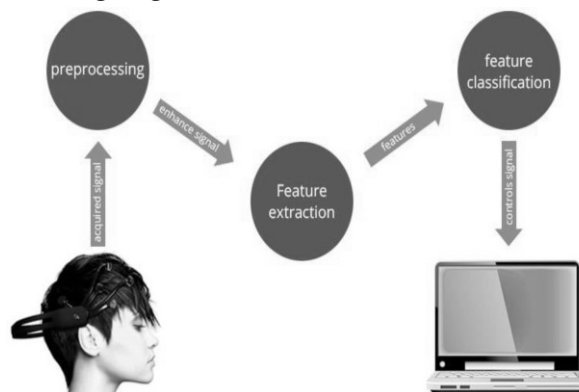 acquired signal
preprocessing
enhance signal
Feature
extraction
features
feature
classification
controls signal